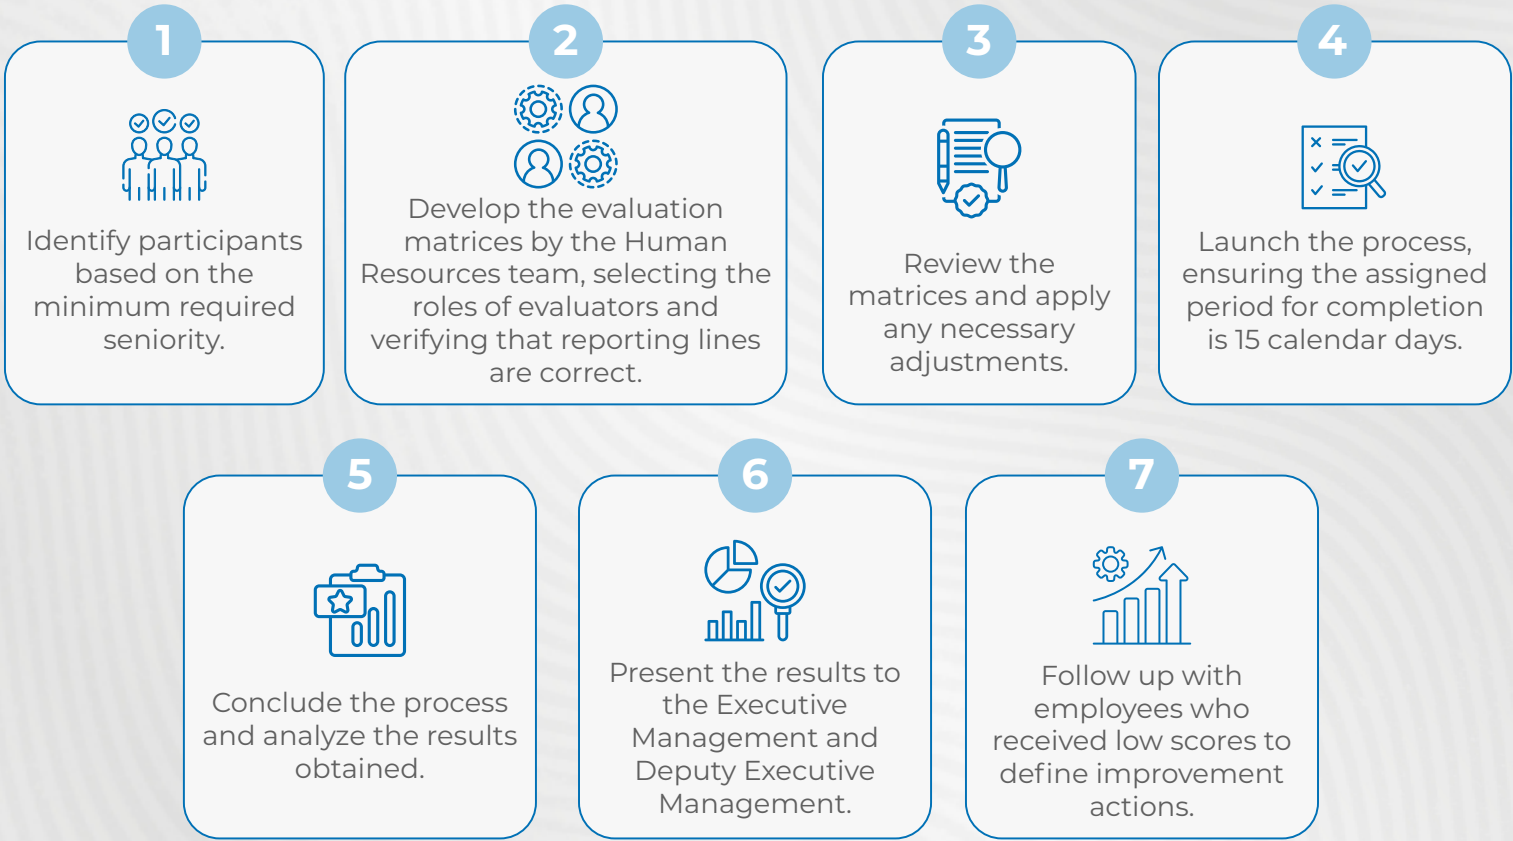 1
Identify participants
based on the
minimum required
seniority.
2
Develop the evaluation
matrices by the Human
Resources team, selecting the
roles of evaluators and
verifying that reporting lines
are correct.
3
Review the
matrices and apply
any necessary
adjustments.
4
Launch the process,
ensuring the assigned
period for completion
is 15 calendar days.
5
Conclude the process
and analyze the results
obtained.
6
Present the results to
the Executive
Management and
Deputy Executive
Management.
7
Follow up with
employees who
received low scores to
define improvement
actions.